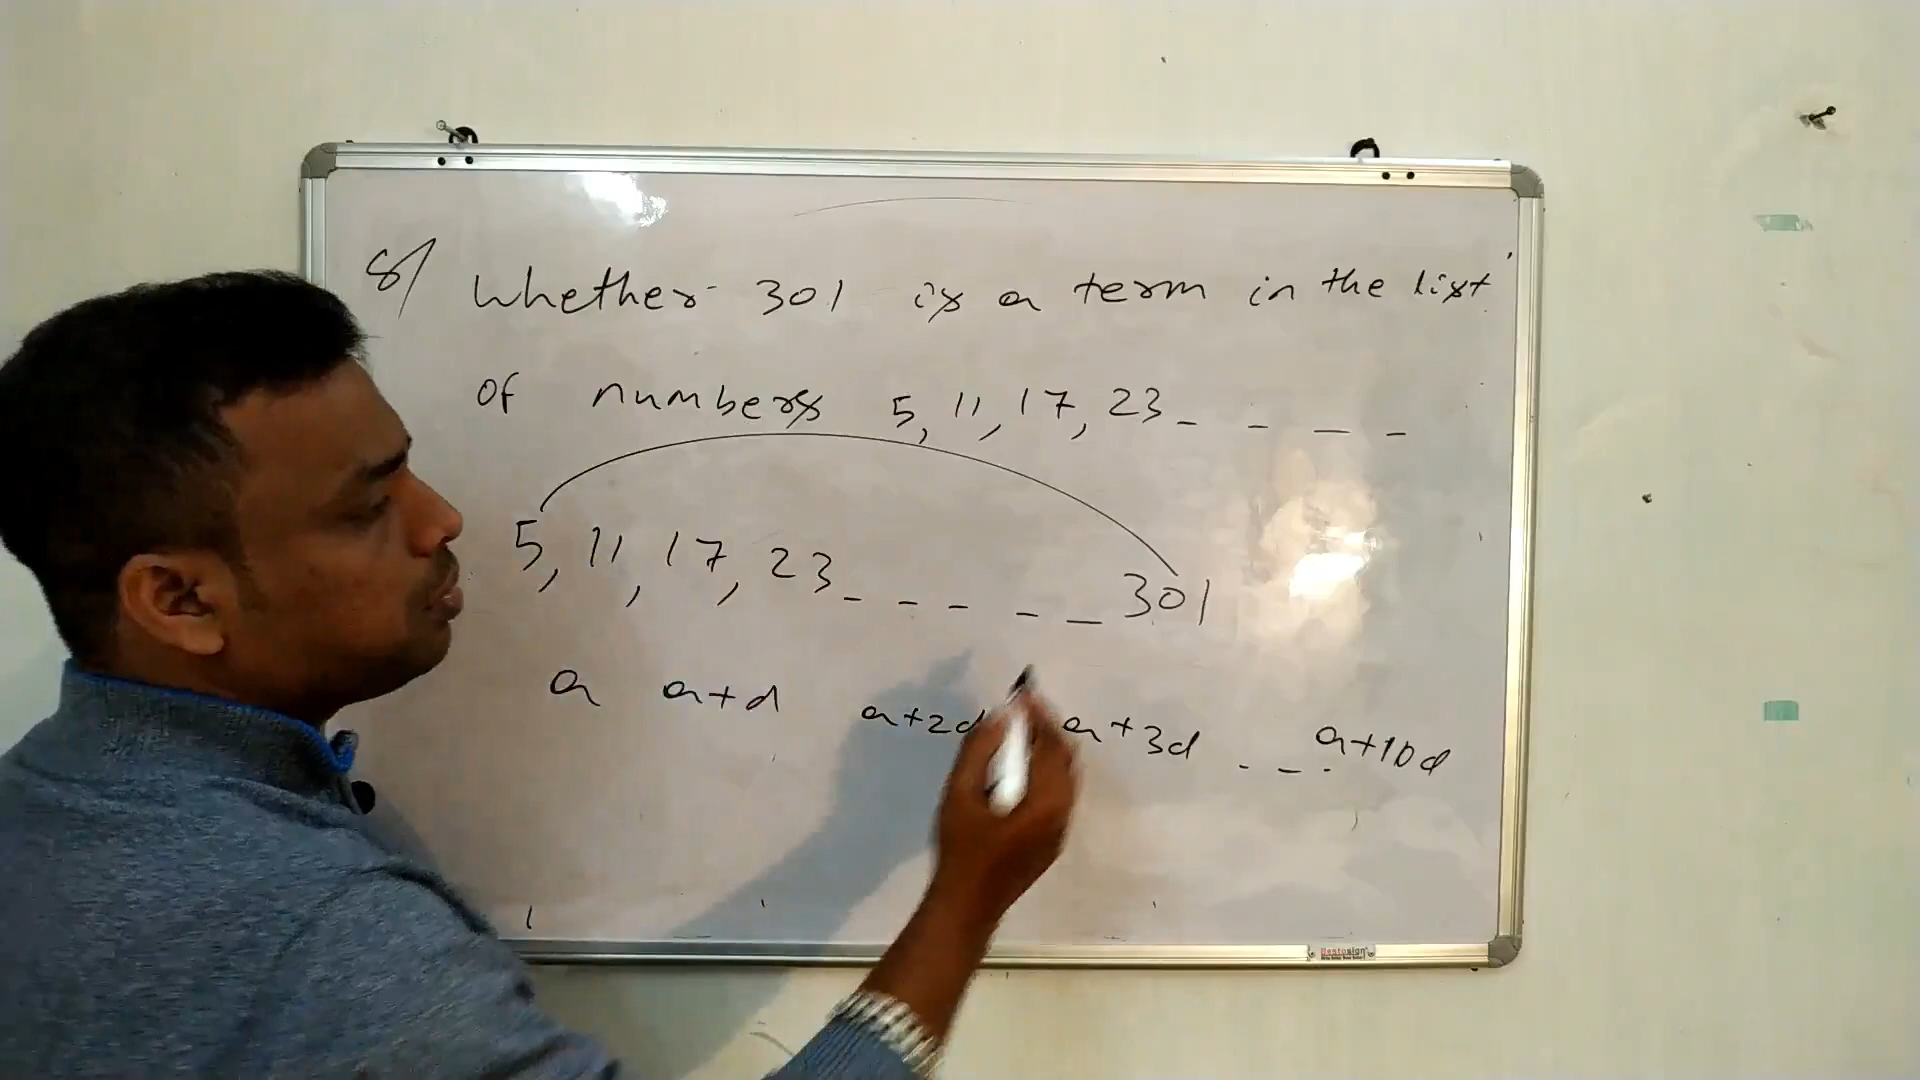 8/ Whether 301 is a term in the list
of numbers 5, 11, 17, 23 - - - -
5, 11, 17, 23 - - - - - 301
a a+d a+2d a+3d - - - a+10d